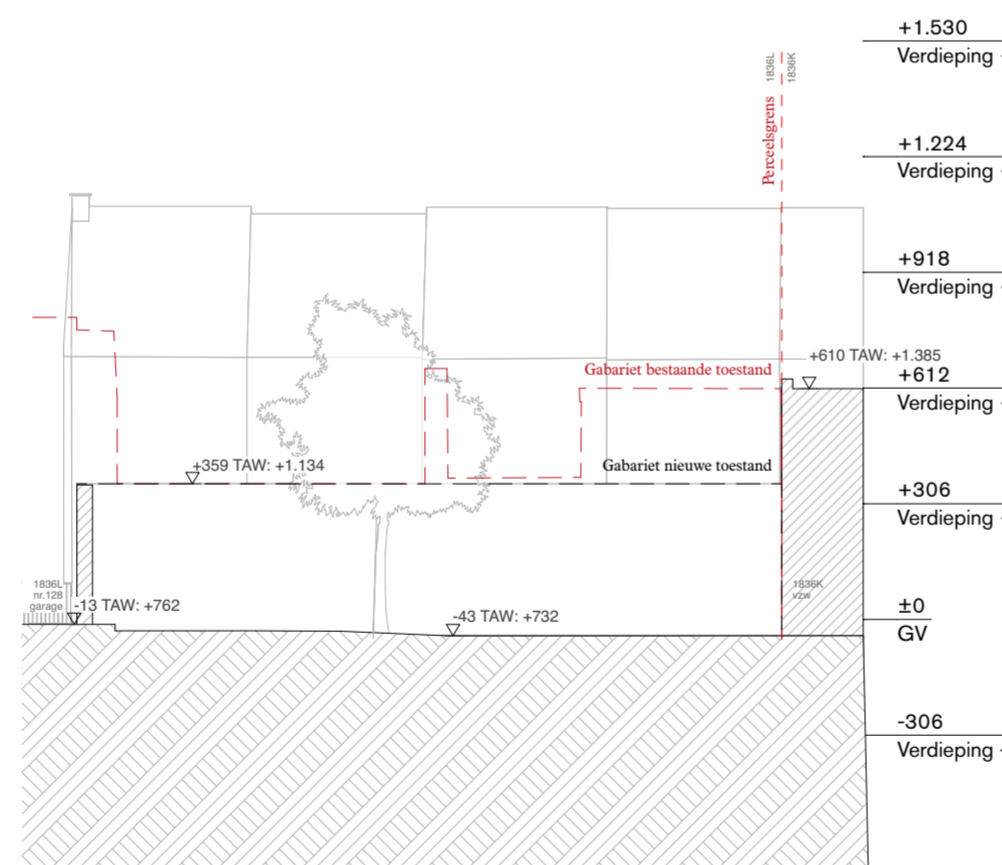 +1.530
Verdieping
1836L
1836K
Perceelsgrens
+1.224
Verdieping
+918
Verdieping
+610 TAW: +1.385
Gabariet bestaande toestand
+612
Verdieping
+359 TAW: +1.134
Gabariet nieuwe toestand
+306
Verdieping
1836L
nr.128
garage
-13 TAW: +762
-43 TAW: +732
1836K
vzw
±0
GV
-306
Verdieping